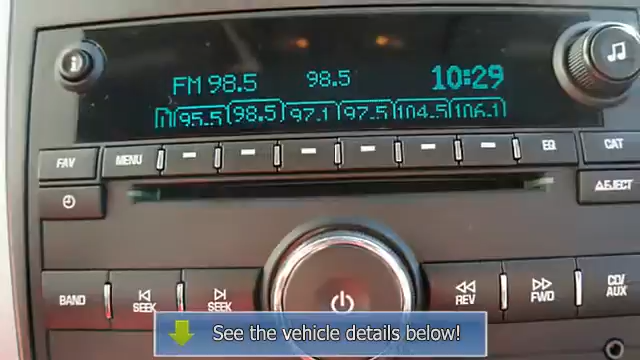 FM 98.5 98.5 10:29
95.5 98.5 97.1 97.5 104.5 106.1
FAV MENU EQ CAT
EJECT
BAND SEEK SEEK REV FWD CD/
AUX
See the vehicle details below!